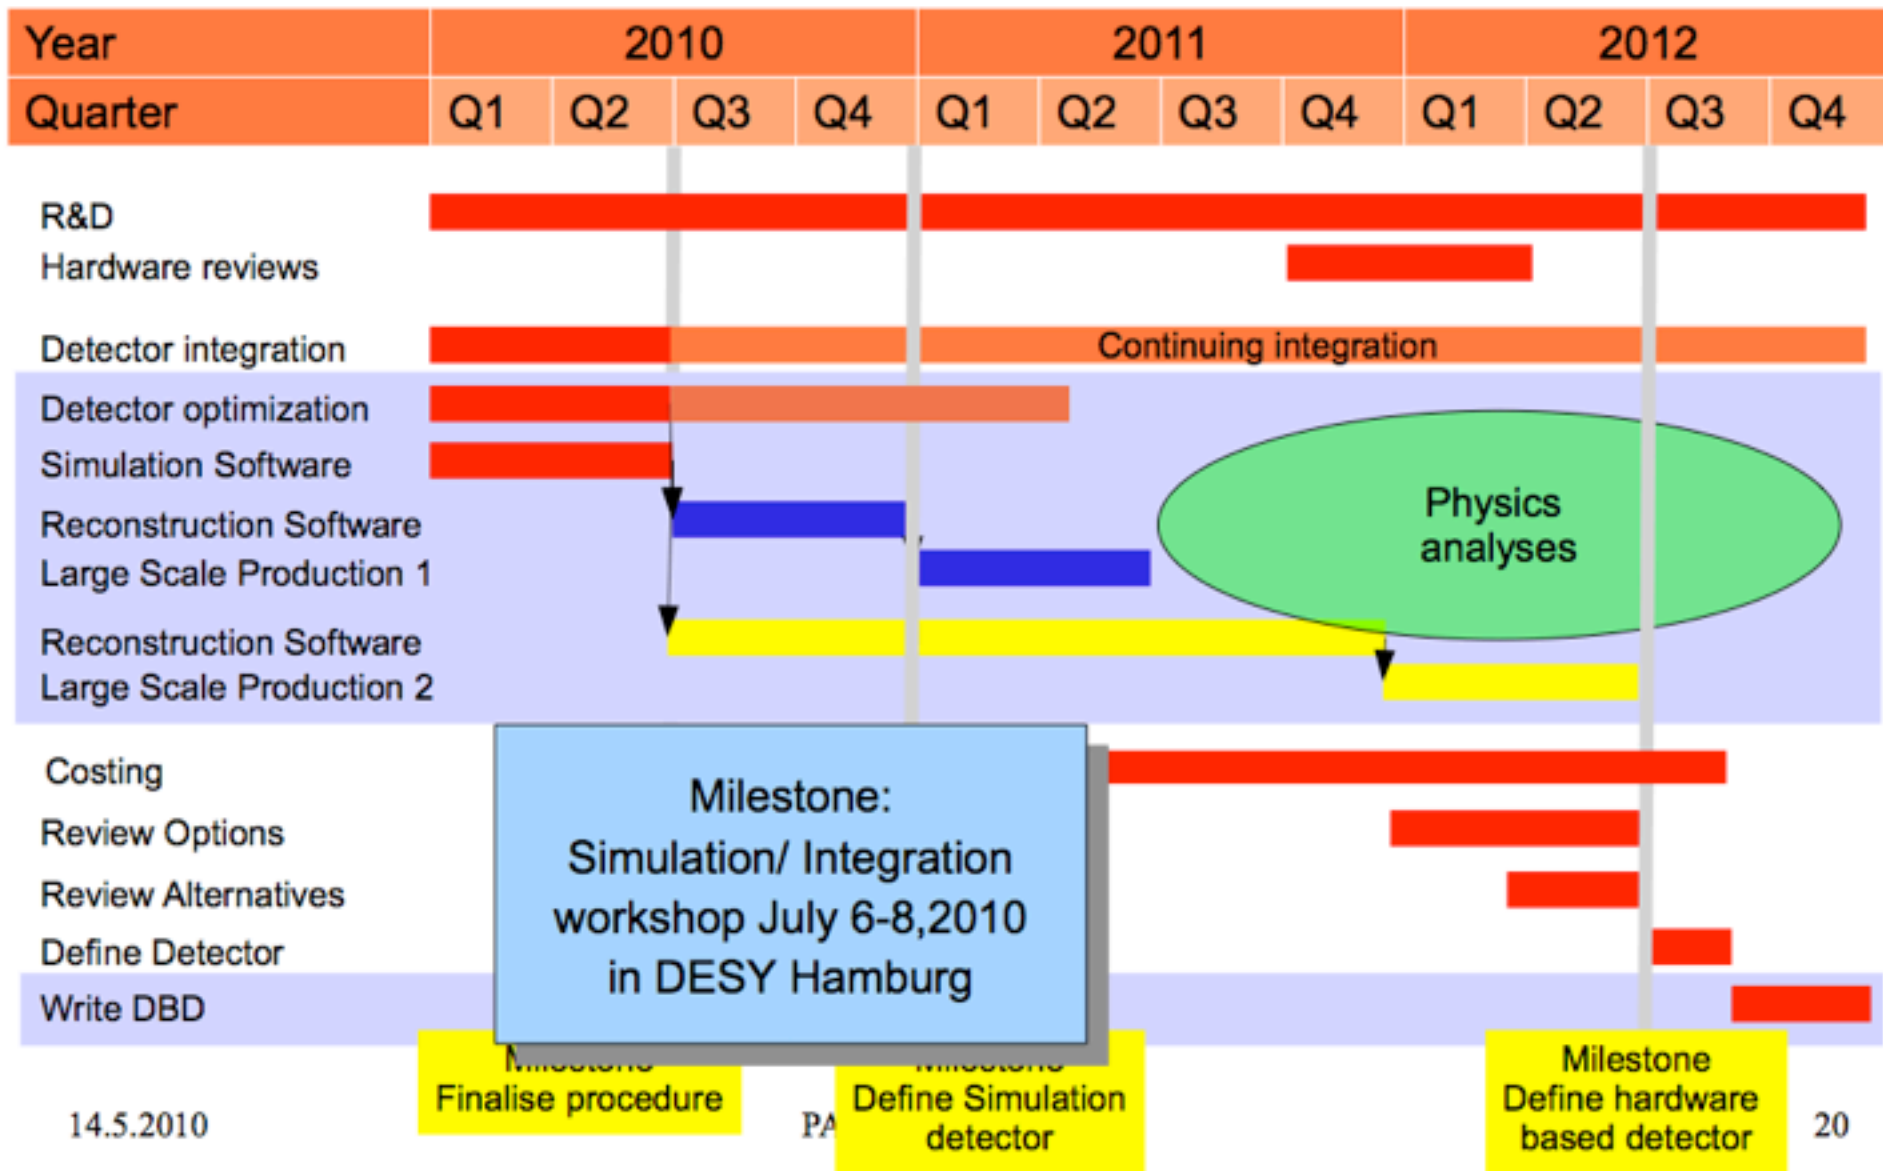 Year 2010 2011 2012
Quarter Q1 Q2 Q3 Q4 Q1 Q2 Q3 Q4 Q1 Q2 Q3 Q4
R&D
Hardware reviews
Detector integration
Continuing integration
Detector optimization
Simulation Software
Reconstruction Software
Large Scale Production 1
Physics
analyses
Reconstruction Software
Large Scale Production 2
Costing
Review Options
Review Alternatives
Define Detector
Write DBD
Milestone:
Simulation/ Integration
workshop July 6-8,2010
in DESY Hamburg
Milestone
Finalise procedure
Milestone
Define Simulation
detector
Milestone
Define hardware
based detector
14.5.2010
PA
20